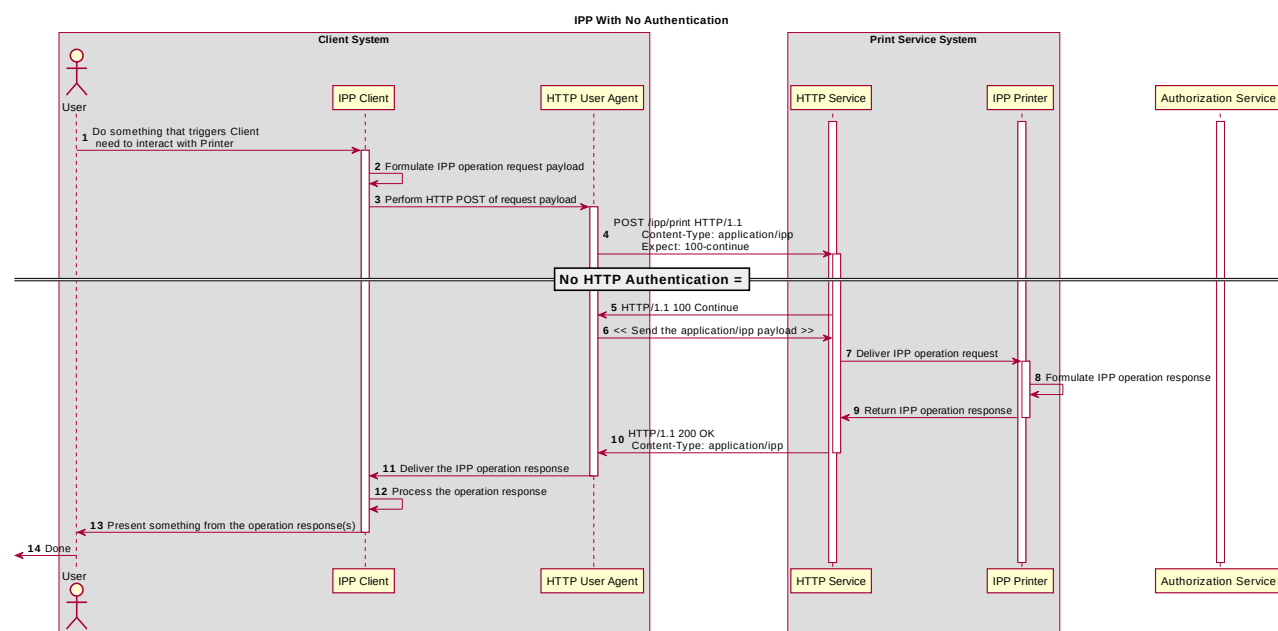 IPP With No Authentication
Client System
Print Service System
User
IPP Client
HTTP User Agent
HTTP Service
IPP Printer
Authorization Service
1 Do something that triggers Client
need to interact with Printer
2 Formulate IPP operation request payload
3 Perform HTTP POST of request payload
POST /ipp/print HTTP/1.1
4 Content-Type: application/ipp
Expect: 100-continue
No HTTP Authentication =
5 HTTP/1.1 100 Continue
6 << Send the application/ipp payload >>
7 Deliver IPP operation request
8 Formulate IPP operation response
9 Return IPP operation response
10 HTTP/1.1 200 OK
Content-Type: application/ipp
11 Deliver the IPP operation response
12 Process the operation response
13 Present something from the operation response(s)
14 Done
User
IPP Client
HTTP User Agent
HTTP Service
IPP Printer
Authorization Service